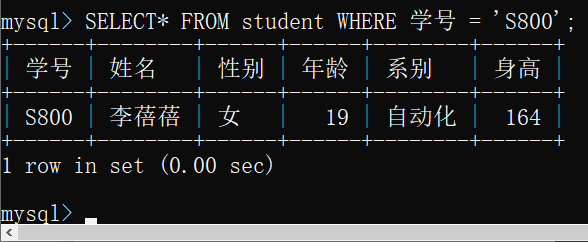 mysql> SELECT* FROM student WHERE 学号 = 'S800';
+------+--------+------+------+--------+------+
| 学号 | 姓名   | 性别 | 年龄 | 系别   | 身高 |
+------+--------+------+------+--------+------+
| S800 | 李蓓蓓 | 女   |   19 | 自动化 |  164 |
+------+--------+------+------+--------+------+
1 row in set (0.00 sec)
mysql>